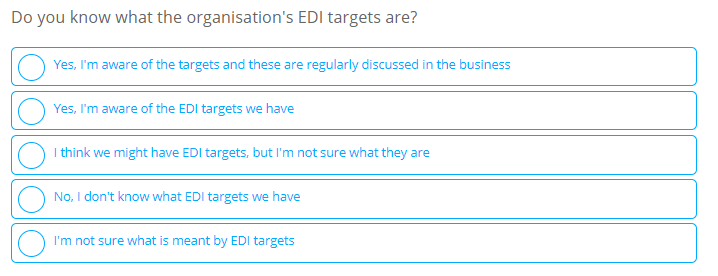 Do you know what the organisation's EDI targets are?
Yes, I'm aware of the targets and these are regularly discussed in the business
Yes, I'm aware of the EDI targets we have
I think we might have EDI targets, but I'm not sure what they are
No, I don't know what EDI targets we have
I'm not sure what is meant by EDI targets